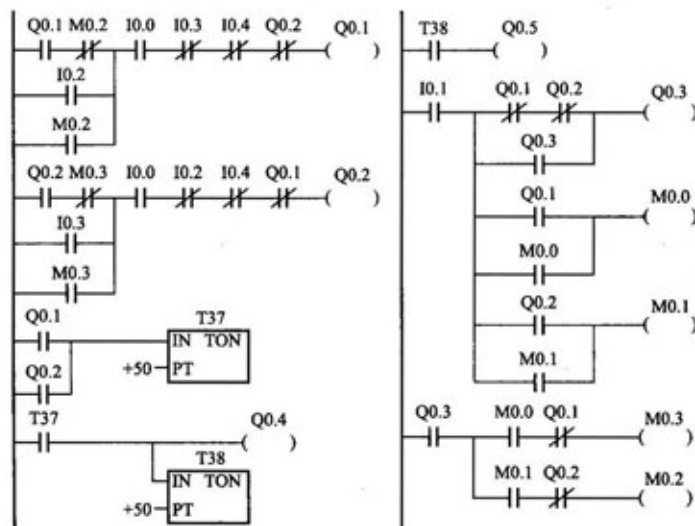 Q0.1 M0.2 I0.0 I0.3 I0.4 Q0.2 Q0.1
I0.2
M0.2
Q0.2 M0.3 I0.0 I0.2 I0.4 Q0.1 Q0.2
I0.3
M0.3
Q0.1
T37
IN TON
+50 PT
Q0.2
T37
Q0.4
T38
IN TON
+50 PT
T38 Q0.5
I0.1 Q0.1 Q0.2 Q0.3
Q0.3
Q0.1 M0.0
M0.0
Q0.2 M0.1
M0.1
Q0.3 M0.0 Q0.1 M0.3
M0.1 Q0.2 M0.2